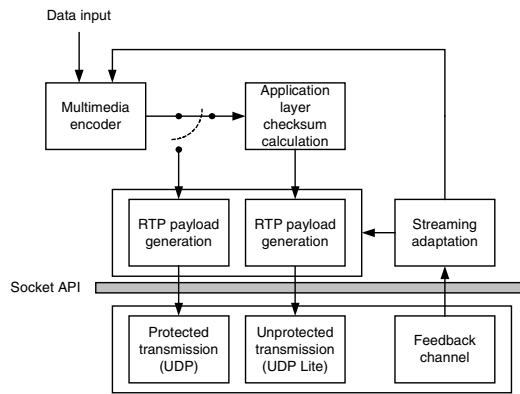 Data input
Multimedia
encoder
Application
layer
checksum
calculation
RTP payload
generation
RTP payload
generation
Streaming
adaptation
Socket API
Protected
transmission
(UDP)
Unprotected
transmission
(UDP Lite)
Feedback
channel